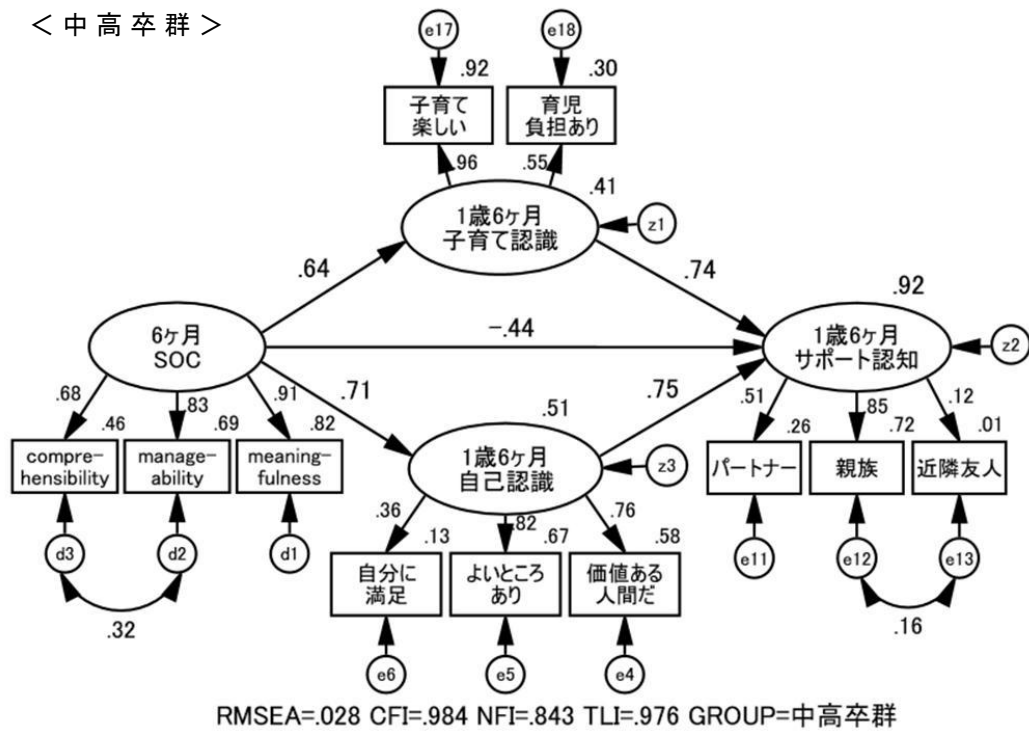 <中高卒群>
e17
e18
.92
.30
子育て
楽しい
育児
負担あり
.96
.55
.41
1歳6ヶ月
子育て認識
z1
.64
.74
.92
6ヶ月
SOC
-.44
1歳6ヶ月
サポート認知
z2
.68
.83
.91
.71
.75
.51
.85
.12
.46
.69
.82
.51
.26
.72
.01
compre-
hensibility
manage-
ability
meaning-
fulness
1歳6ヶ月
自己認識
z3
パートナー
親族
近隣友人
.36
.82
.76
.13
.67
.58
d3
d2
d1
e11
e12
e13
自分に
満足
よいところ
あり
価値ある
人間だ
.32
.16
e6
e5
e4
RMSEA=.028 CFI=.984 NFI=.843 TLI=.976 GROUP=中高卒群